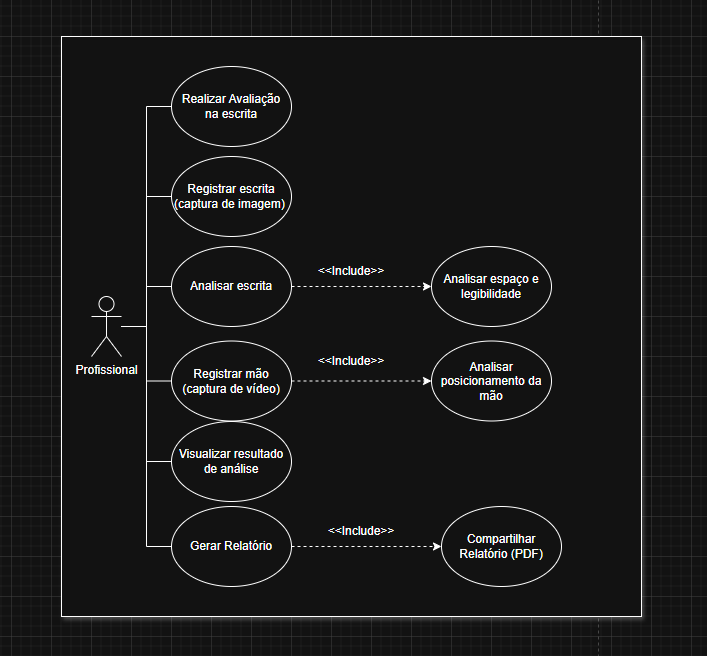 Realizar Avaliação
na escrita
Registrar escrita
(captura de imagem)
Analisar escrita
<<Include>>
Analisar espaço e
legibilidade
Profissional
Registrar mão
(captura de vídeo)
<<Include>>
Analisar
posicionamento da
mão
Visualizar resultado
de análise
Gerar Relatório
<<Include>>
Compartilhar
Relatório (PDF)